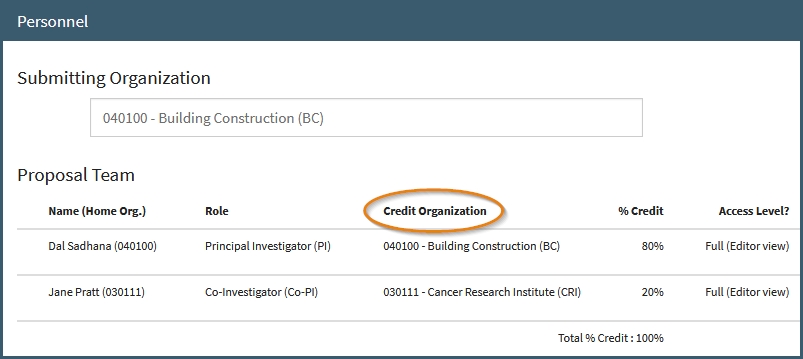 Personnel
Submitting Organization
040100 - Building Construction (BC)
Proposal Team
Name (Home Org.) Role Credit Organization % Credit Access Level?
Dal Sadhana (040100) Principal Investigator (PI) 040100 - Building Construction (BC) 80% Full (Editor view)
Jane Pratt (030111) Co-Investigator (Co-PI) 030111 - Cancer Research Institute (CRI) 20% Full (Editor view)
Total % Credit : 100%